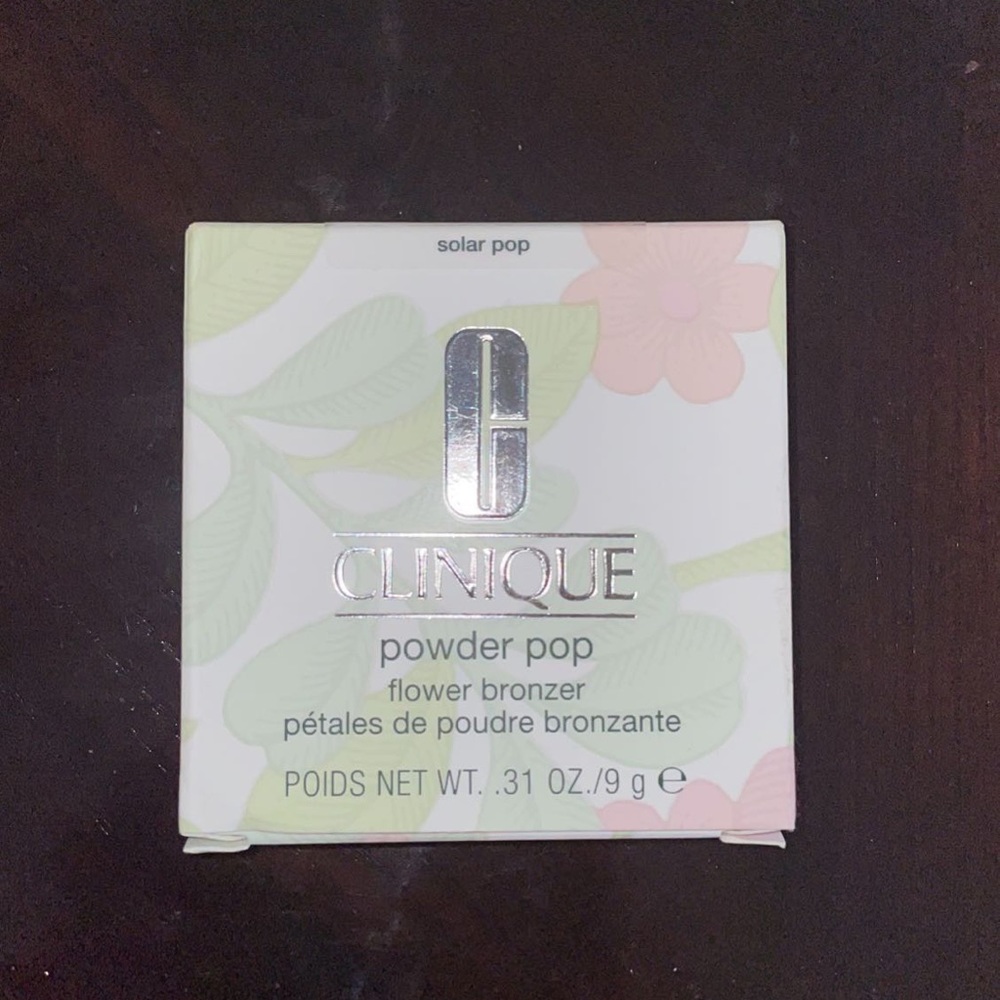 solar pop
C
CLINIQUE
powder pop
flower bronzer
pétales de poudre bronzante
POIDS NET WT. .31 OZ./9 g ℮